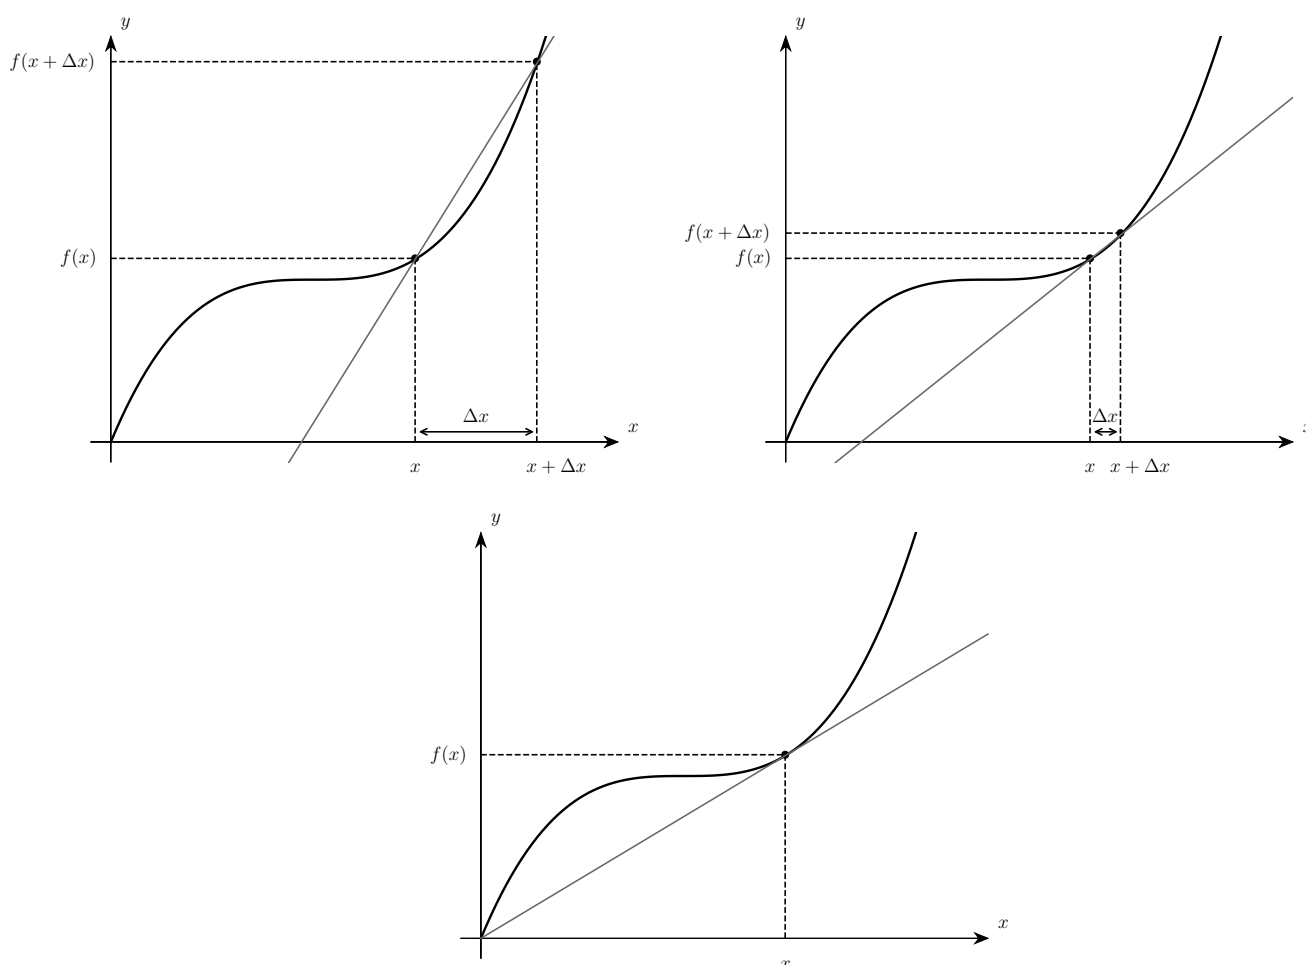 y
f(x + Δx)
f(x)
Δx
x
x
x + Δx
y
f(x + Δx)
f(x)
Δx
x
x + Δx
y
f(x)
x